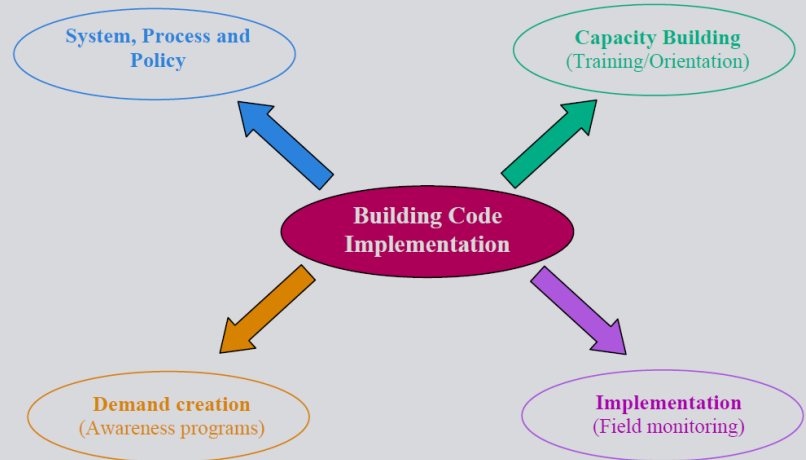 System, Process and
Policy
Capacity Building
(Training/Orientation)
Building Code
Implementation
Demand creation
(Awareness programs)
Implementation
(Field monitoring)